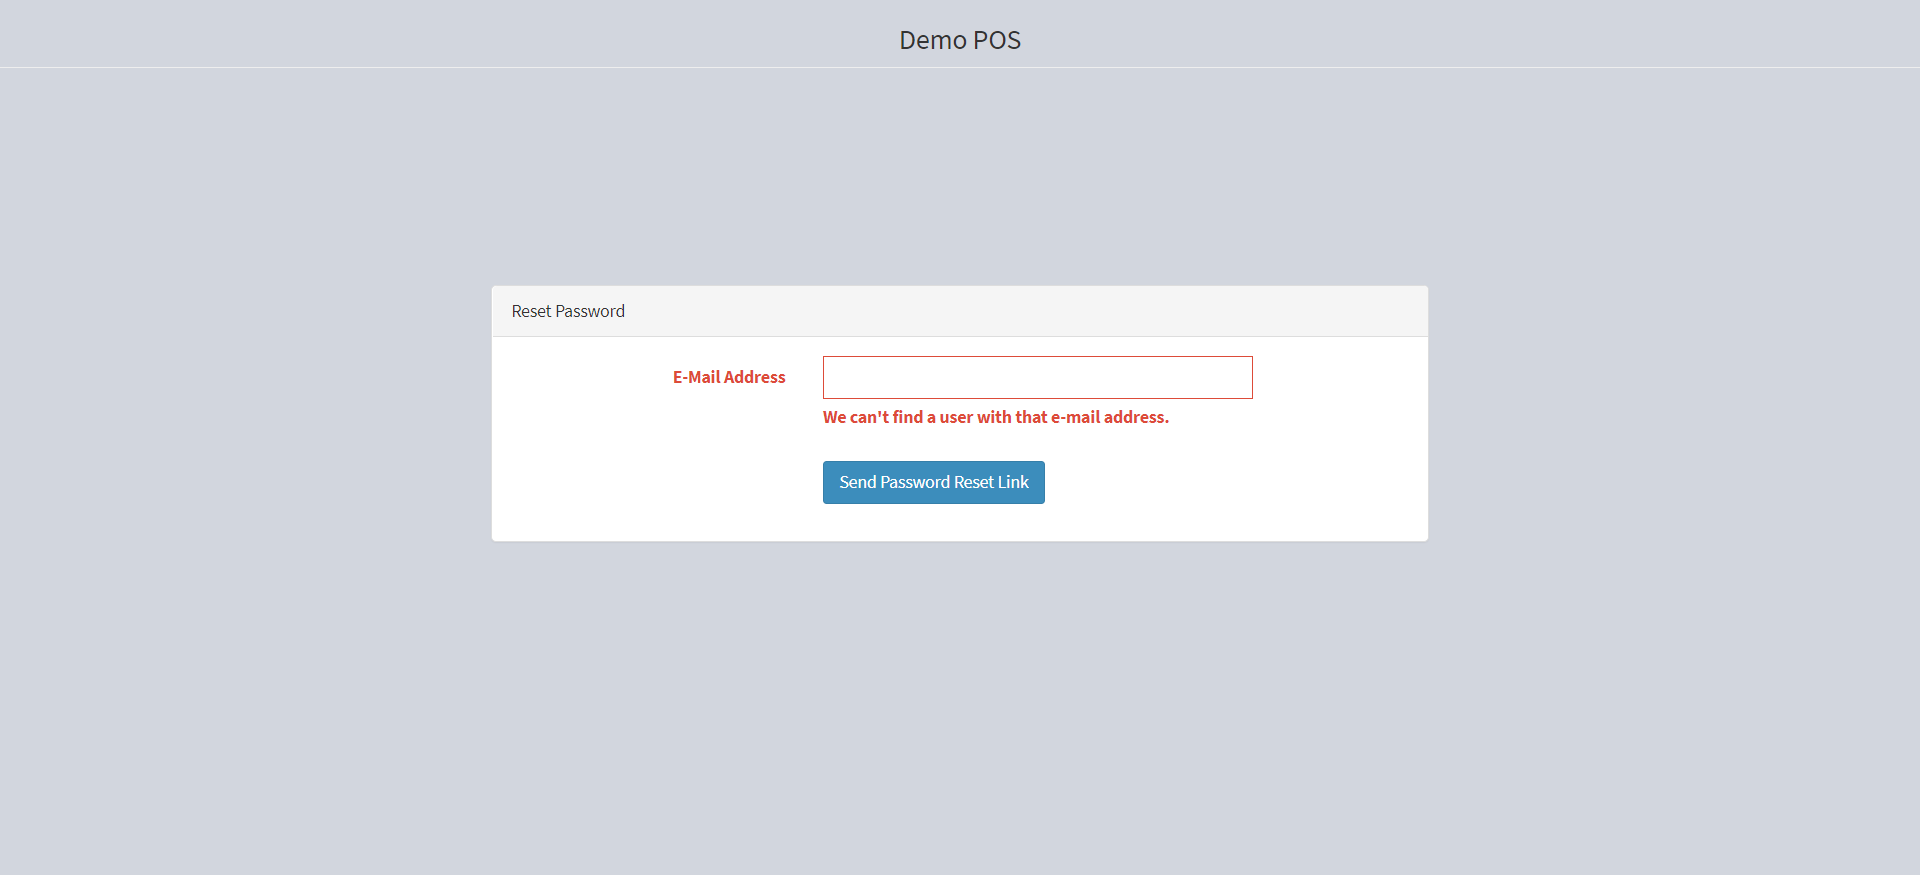 Demo POS
Reset Password
E-Mail Address
We can't find a user with that e-mail address.
Send Password Reset Link